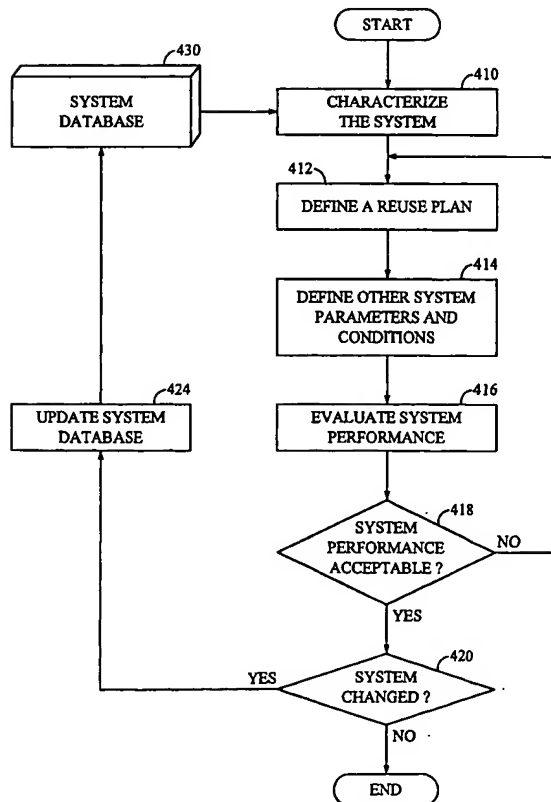 START
430
SYSTEM
DATABASE
410
CHARACTERIZE
THE SYSTEM
412
DEFINE A REUSE PLAN
414
DEFINE OTHER SYSTEM
PARAMETERS AND
CONDITIONS
424
UPDATE SYSTEM
DATABASE
416
EVALUATE SYSTEM
PERFORMANCE
418
SYSTEM
PERFORMANCE
ACCEPTABLE ?
NO
YES
420
YES
SYSTEM
CHANGED ?
NO
END